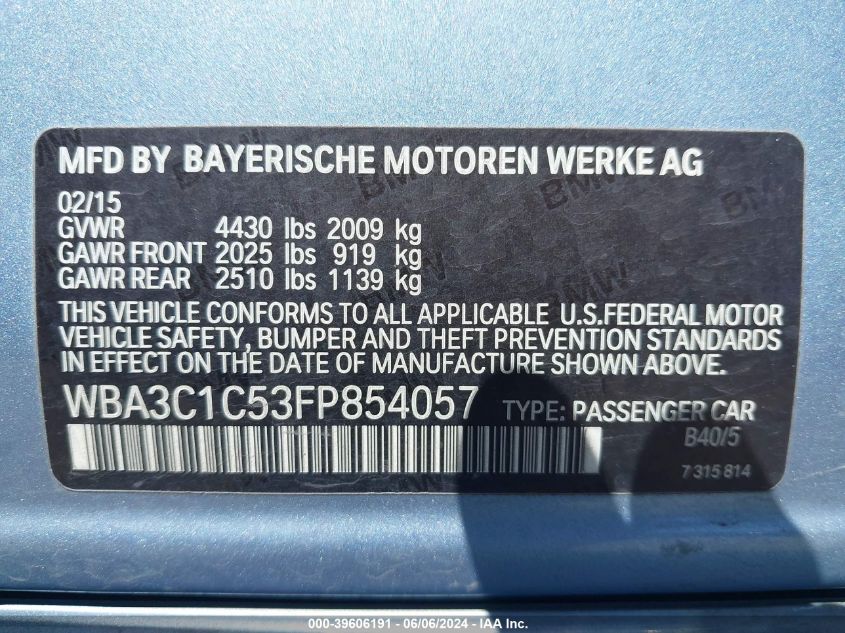 MFD BY BAYERISCHE MOTOREN WERKE AG
02/15
GVWR 4430 lbs 2009 kg
GAWR FRONT 2025 lbs 919 kg
GAWR REAR 2510 lbs 1139 kg
THIS VEHICLE CONFORMS TO ALL APPLICABLE U.S.FEDERAL MOTOR
VEHICLE SAFETY, BUMPER AND THEFT PREVENTION STANDARDS
IN EFFECT ON THE DATE OF MANUFACTURE SHOWN ABOVE.
WBA3C1C53FP854057 TYPE: PASSENGER CAR
B40/5
7 315 814
000-39606191 - 06/06/2024 - IAA Inc.